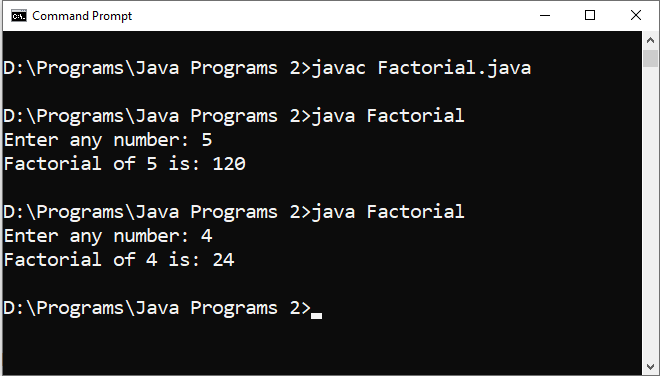 Command Prompt
D:\Programs\Java Programs 2>javac Factorial.java
D:\Programs\Java Programs 2>java Factorial
Enter any number: 5
Factorial of 5 is: 120
D:\Programs\Java Programs 2>java Factorial
Enter any number: 4
Factorial of 4 is: 24
D:\Programs\Java Programs 2>